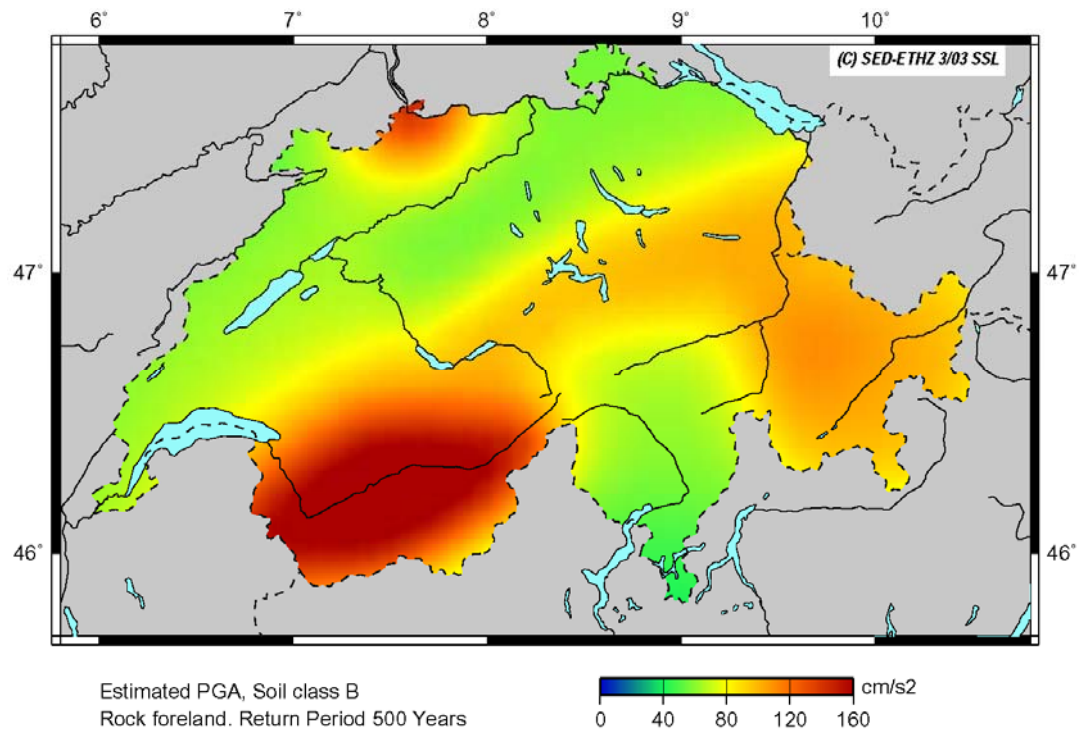 6° 7° 8° 9° 10°
(C) SED-ETHZ 3/03 SSL
47° 47°
46° 46°
Estimated PGA, Soil class B
Rock foreland. Return Period 500 Years
cm/s2
0 40 80 120 160